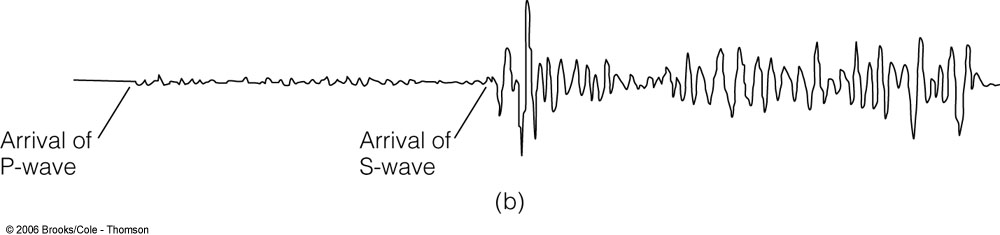 Arrival of
P-wave
Arrival of
S-wave
(b)
© 2006 Brooks/Cole - Thomson